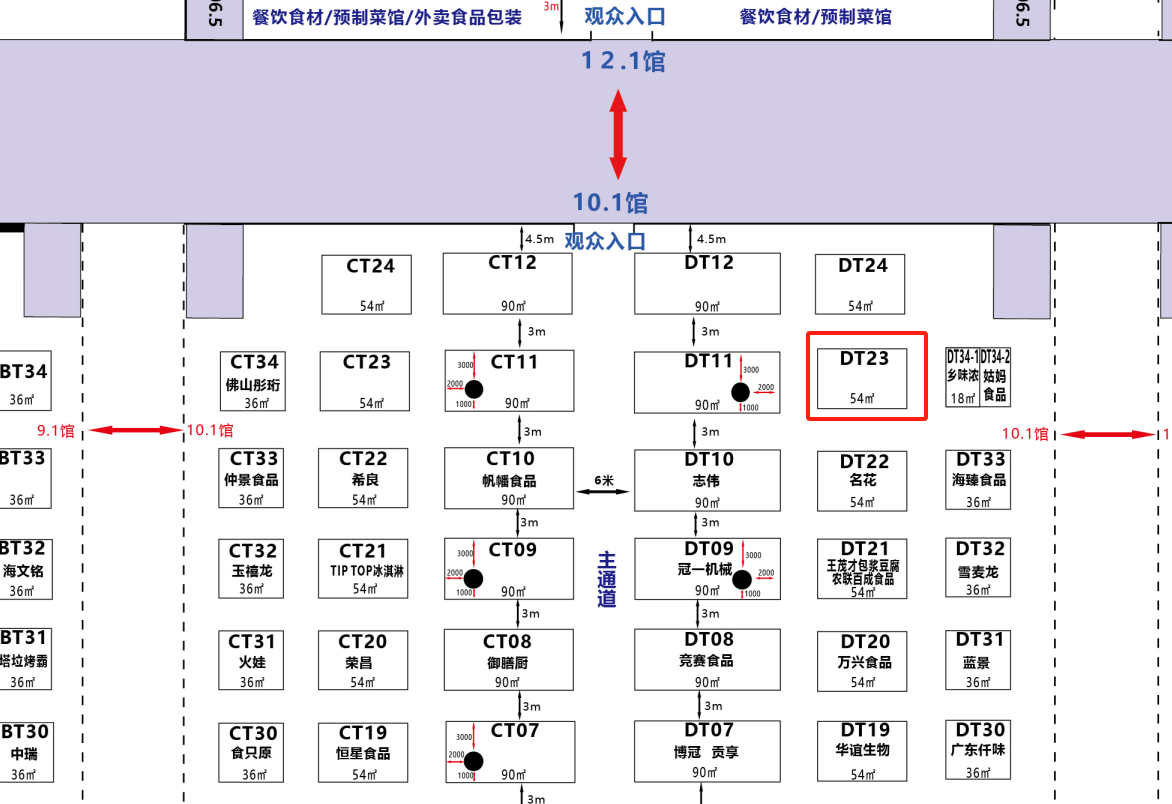 06.5
餐饮食材/预制菜馆/外卖食品包装
3m
观众入口
餐饮食材/预制菜馆
06.5
12.1馆
10.1馆
4.5m
观众入口
4.5m
CT24
54㎡
CT12
90㎡
DT12
90㎡
DT24
54㎡
3m
3m
BT34
36㎡
CT34
佛山彤珩
36㎡
CT23
54㎡
CT11
3000
2000
1000
90㎡
DT11
3000
2000
1000
90㎡
DT23
54㎡
DT34-1
乡味浓
18㎡
DT34-2
姑妈
食品
9.1馆
10.1馆
3m
3m
10.1馆
1
BT33
36㎡
CT33
仲景食品
36㎡
CT22
希良
54㎡
CT10
帆幡食品
90㎡
6米
DT10
志伟
90㎡
DT22
名花
54㎡
DT33
海臻食品
36㎡
3m
3m
BT32
海文铭
36㎡
CT32
玉禧龙
36㎡
CT21
TIP TOP冰淇淋
54㎡
CT09
3000
2000
1000
90㎡
主通道
DT09
冠一机械
3000
2000
1000
90㎡
DT21
王茂才包浆豆腐
农联百成食品
54㎡
DT32
雪麦龙
36㎡
3m
3m
BT31
塔垃烤霸
36㎡
CT31
火娃
36㎡
CT20
荣昌
54㎡
CT08
御膳厨
90㎡
DT08
竞赛食品
90㎡
DT20
万兴食品
54㎡
DT31
蓝景
36㎡
3m
3m
BT30
中瑞
36㎡
CT30
食只原
36㎡
CT19
恒星食品
54㎡
CT07
3000
2000
1000
90㎡
DT07
博冠 贡享
90㎡
DT19
华谊生物
54㎡
DT30
广东仟味
36㎡
3m